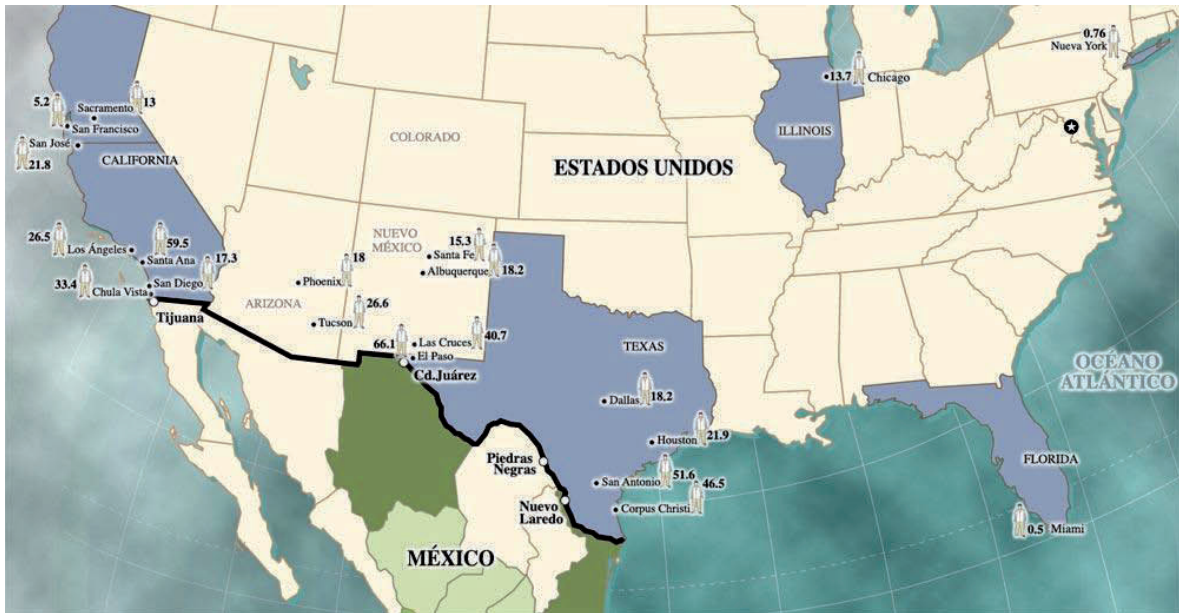 0.76
Nueva York
13.7
Chicago
5.2
13
Sacramento
San Francisco
San José
21.8
CALIFORNIA
COLORADO
ILLINOIS
ESTADOS UNIDOS
26.5
Los Ángeles
59.5
Santa Ana
17.3
33.4
San Diego
Chula Vista
Tijuana
NUEVO
MÉXICO
15.3
Santa Fe
Albuquerque
18.2
18
Phoenix
ARIZONA
26.6
Tucson
66.1
40.7
Las Cruces
El Paso
Cd.Juárez
TEXAS
Dallas
18.2
Houston
21.9
OCÉANO
ATLÁNTICO
Piedras
Negras
51.6
San Antonio
46.5
Corpus Christi
Nuevo
Laredo
FLORIDA
0.5
Miami
MÉXICO